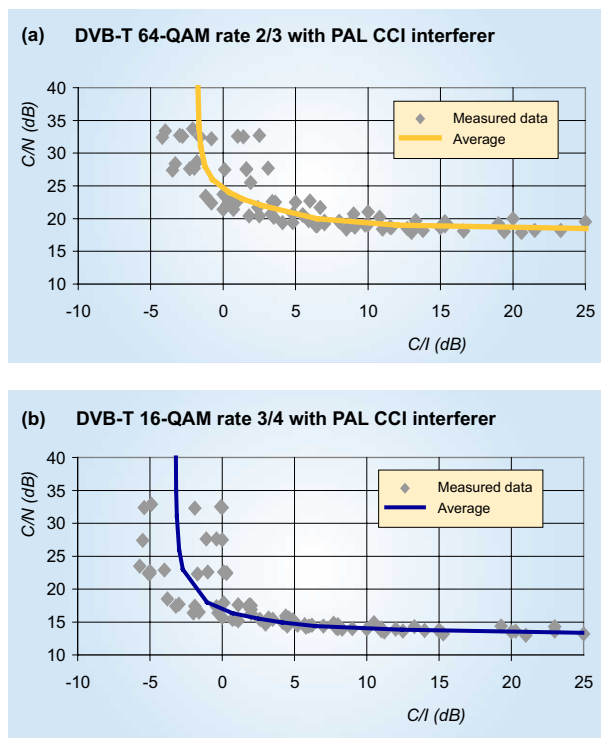 (a) DVB-T 64-QAM rate 2/3 with PAL CCI interferer
C/N (dB)
40
35
30
25
20
15
10
-10 -5 0 5 10 15 20 25
C/I (dB)
Measured data
Average
(b) DVB-T 16-QAM rate 3/4 with PAL CCI interferer
C/N (dB)
40
35
30
25
20
15
10
-10 -5 0 5 10 15 20 25
C/I (dB)
Measured data
Average